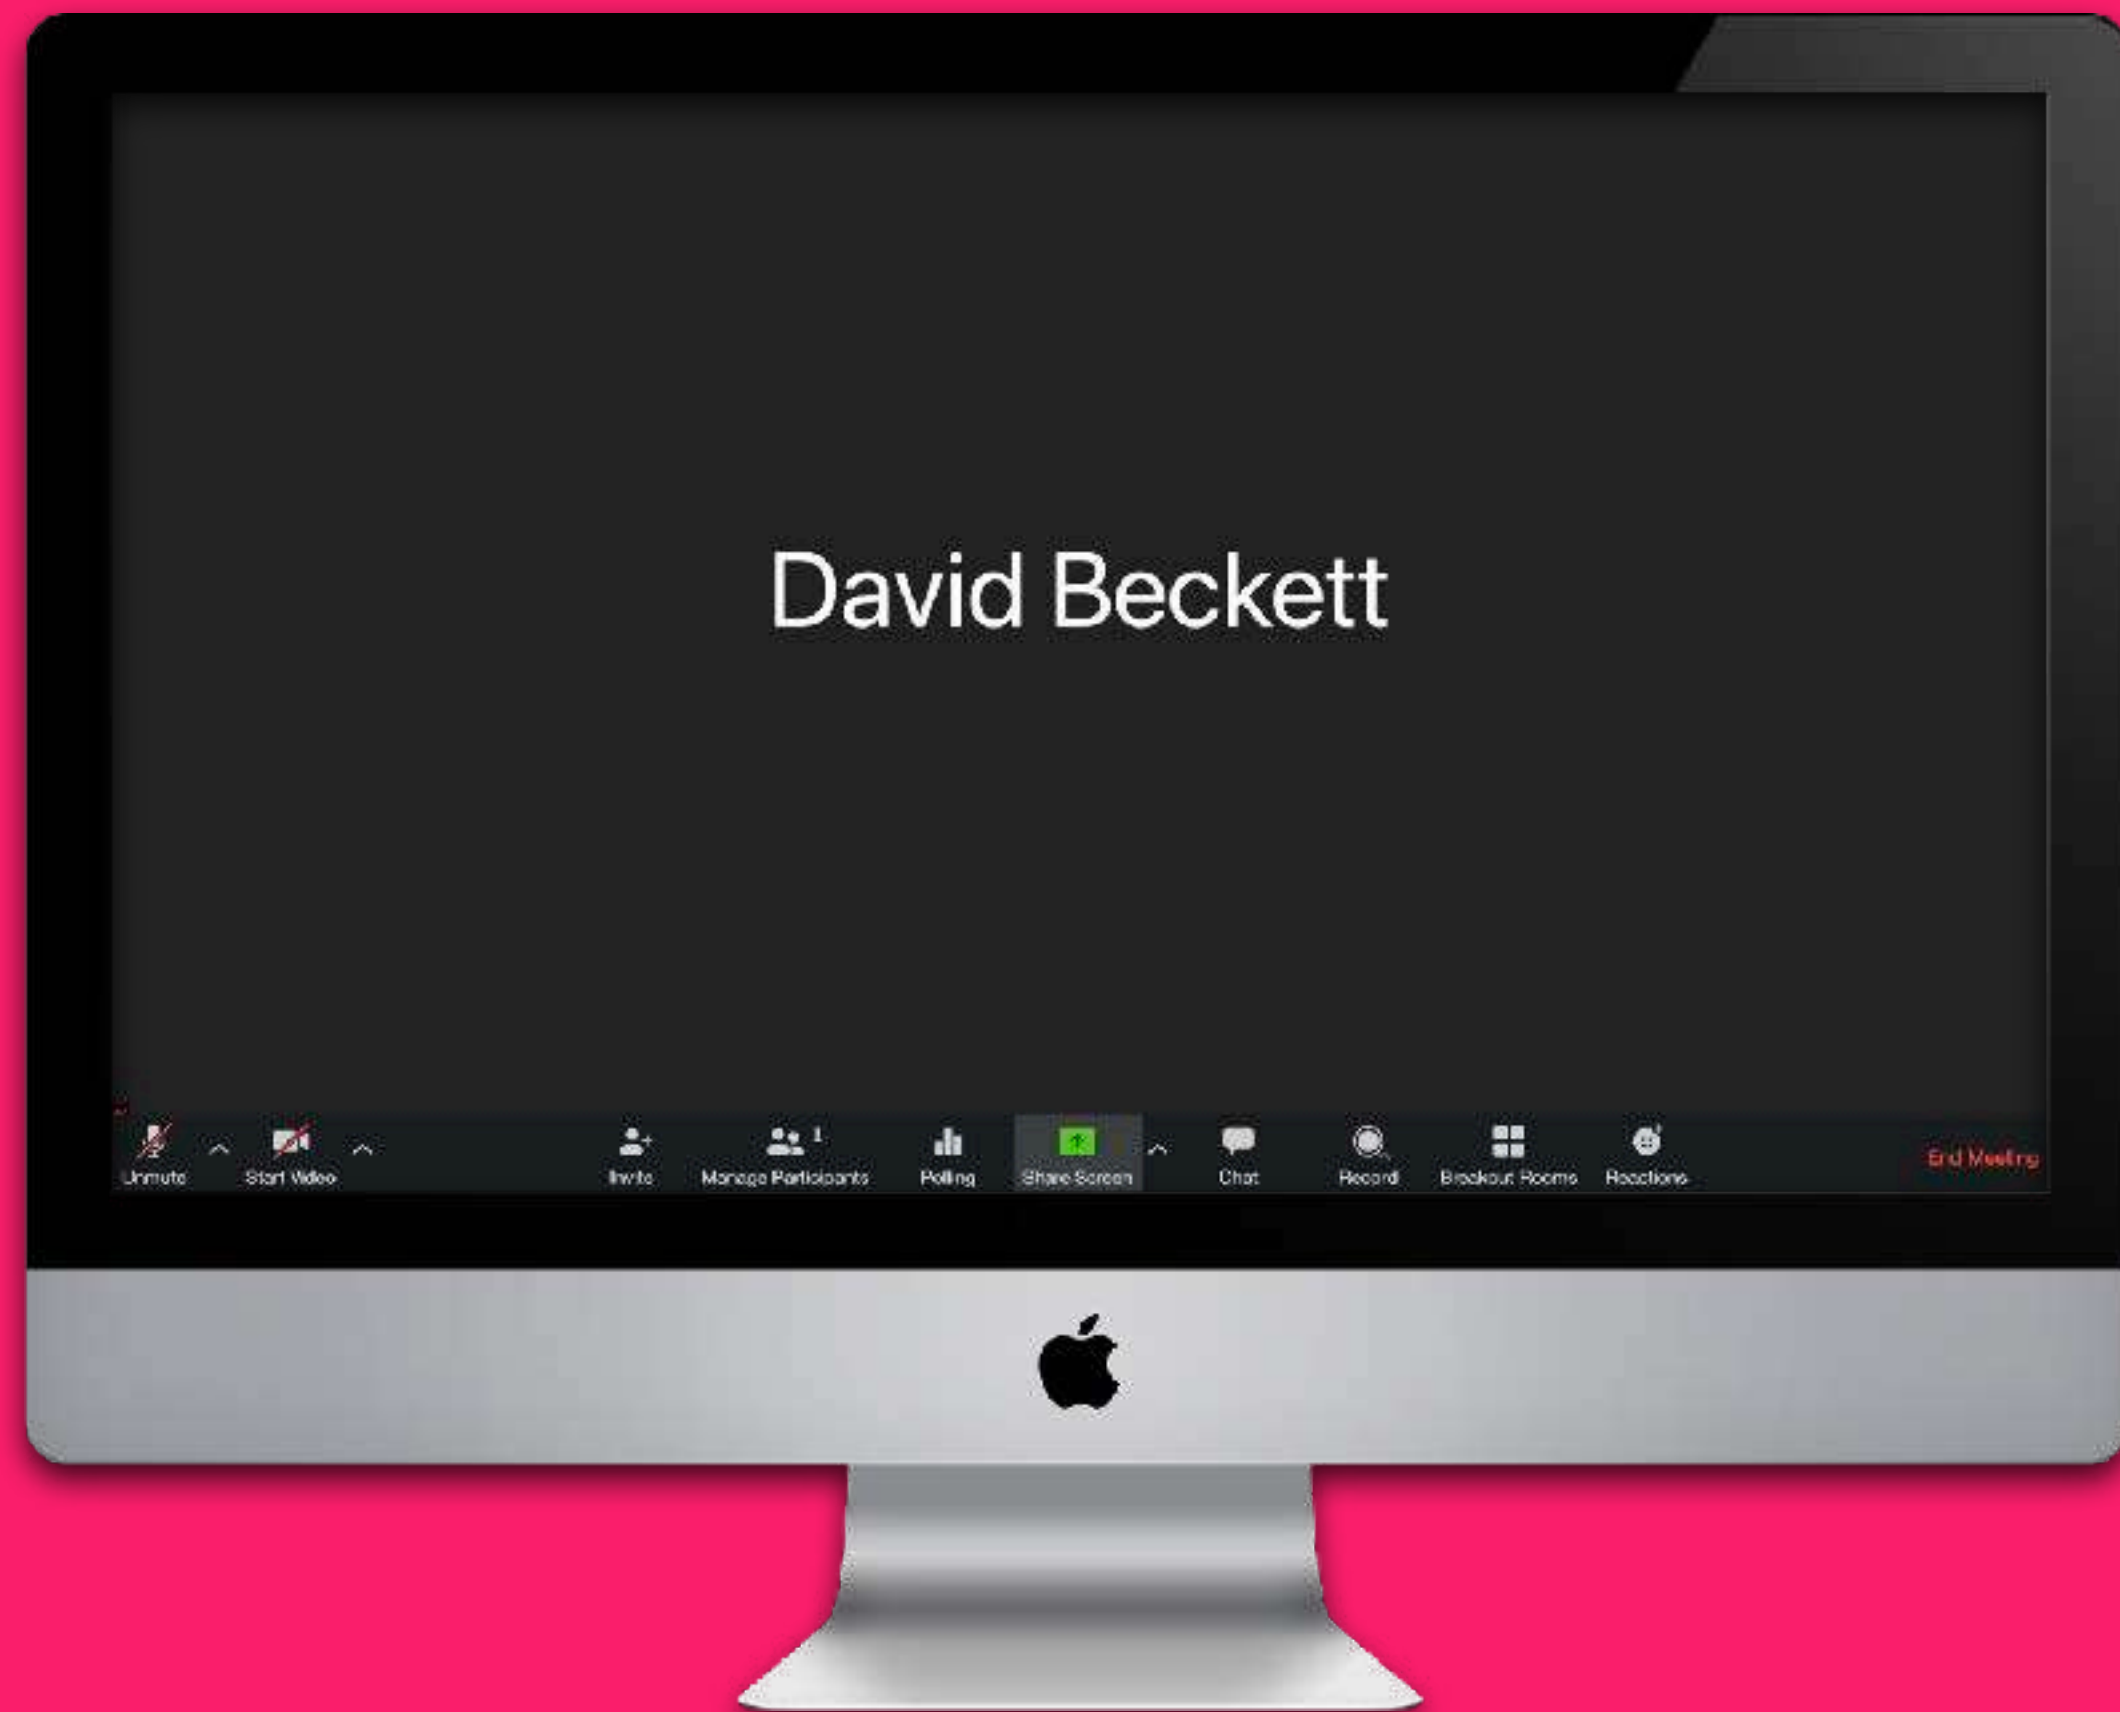 David Beckett
1
Unmute Start Video Invite Manage Participants Polling Share Screen Chat Record Breakout Rooms Reactions End Meeting